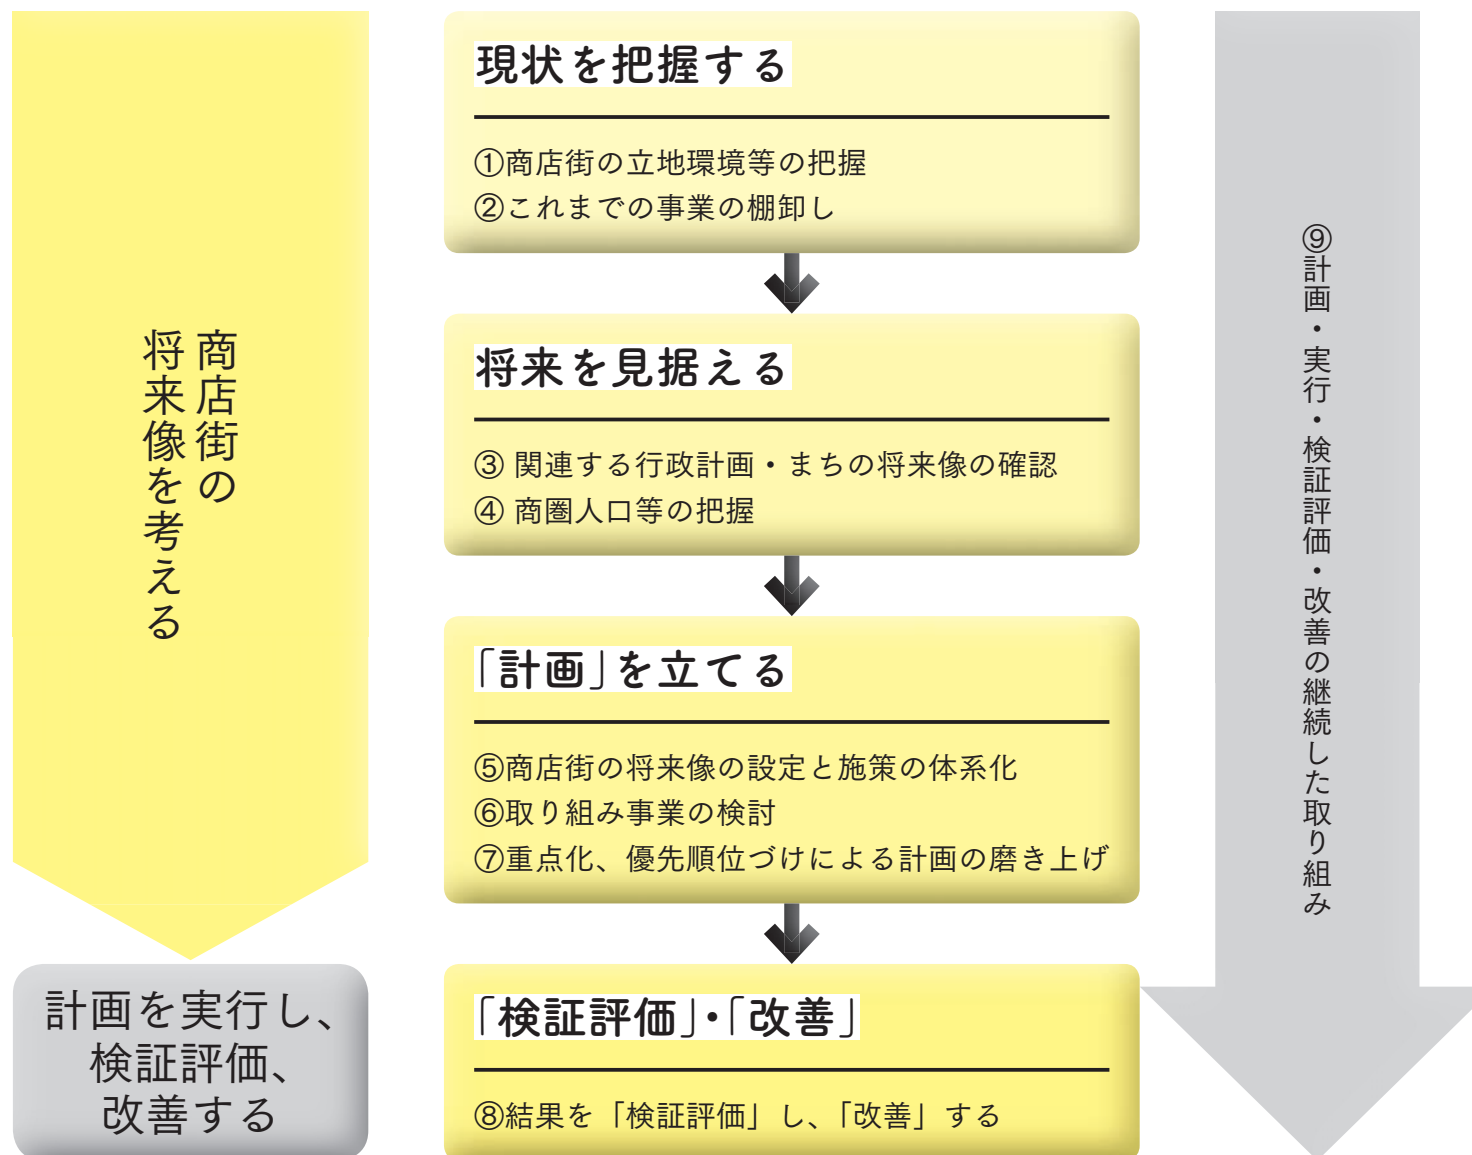 商店街の
将来像を考える
計画を実行し、
検証評価、
改善する
現状を把握する
①商店街の立地環境等の把握
②これまでの事業の棚卸し
将来を見据える
③ 関連する行政計画・まちの将来像の確認
④ 商圏人口等の把握
「計画」を立てる
⑤商店街の将来像の設定と施策の体系化
⑥取り組み事業の検討
⑦重点化、優先順位づけによる計画の磨き上げ
「検証評価」・「改善」
⑧結果を「検証評価」し、「改善」する
⑨計画・実行・検証評価・改善の継続した取り組み